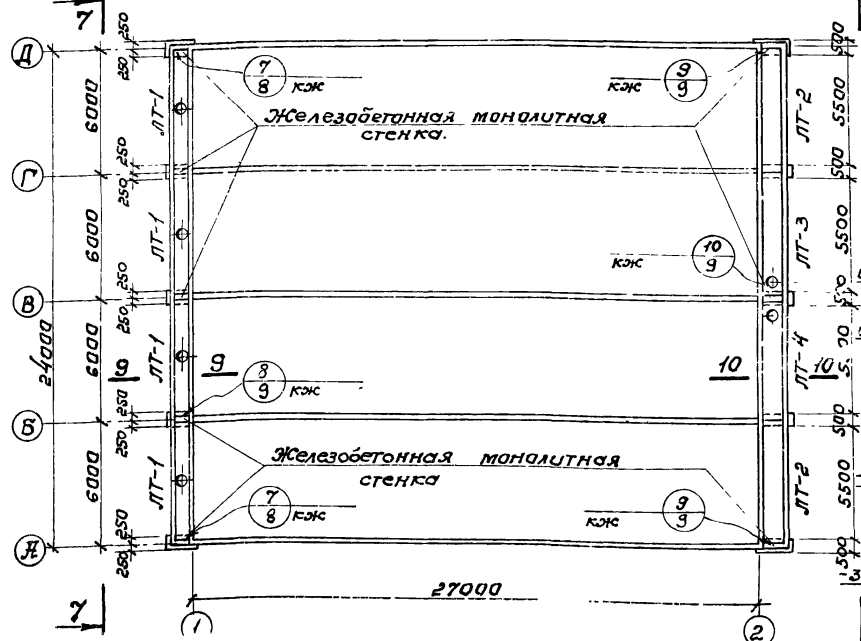 7
250
500
Д
7
8
КЖ
9
9
КЖ
250
6000
ЛТ-1
Железобетонная монолитная
стенка.
ЛТ-2
5500
250
500
Г
250
6000
ЛТ-1
ЛТ-3
5500
10
9
КЖ
250
В
250
24000
6000
9
ЛТ-1
9
10
ЛТ-4
10
8
9
КЖ
250
500
Б
250
Железобетонная монолитная
стенка
6000
ЛТ-1
7
8
КЖ
9
9
КЖ
ЛТ-2
5500
250
А
250
500
27000
7
1
2